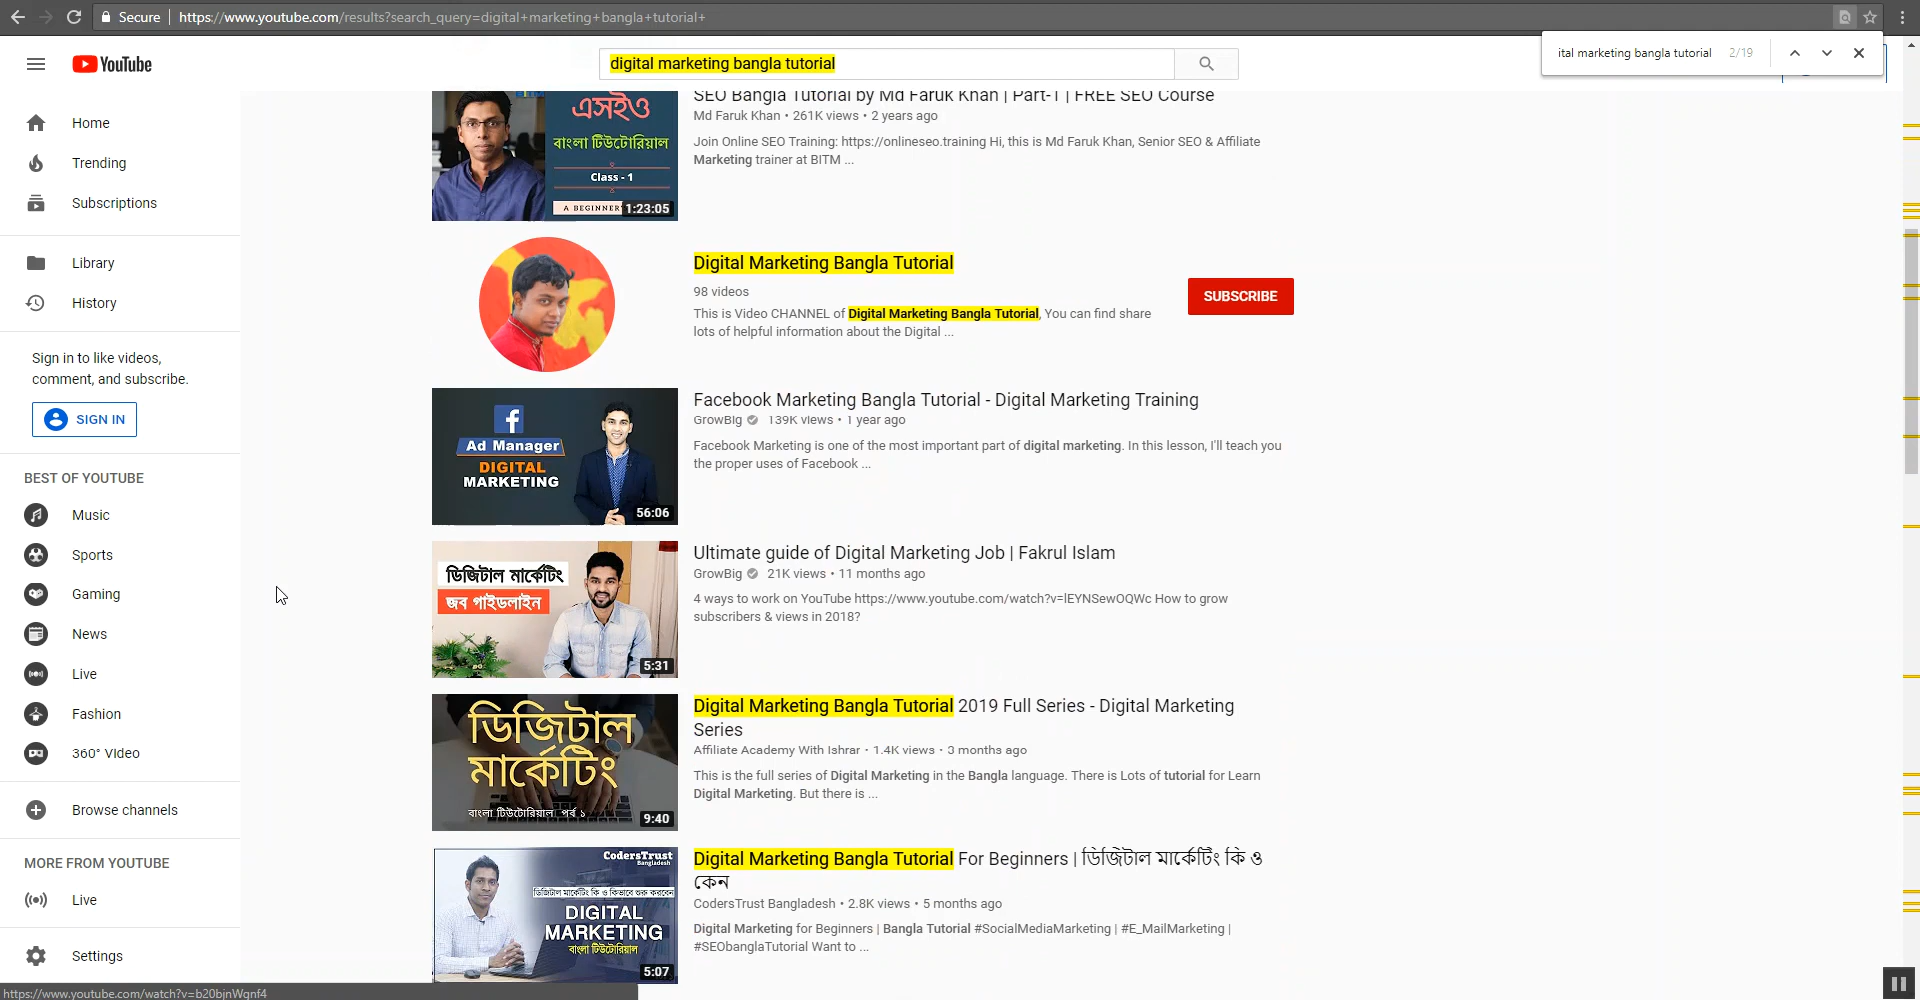 Secure | https://www.youtube.com/results?search_query=digital+marketing+bangla+tutorial+
ital marketing bangla tutorial 2/19
YouTube
digital marketing bangla tutorial
Home
Trending
Subscriptions
Library
History
Sign in to like videos,
comment, and subscribe.
SIGN IN
BEST OF YOUTUBE
Music
Sports
Gaming
News
Live
Fashion
360° Video
Browse channels
MORE FROM YOUTUBE
Live
Settings
এসইও
বাংলা টিউটোরিয়াল
Class - 1
A BEGINNER
1:23:05
SEO Bangla Tutorial by Md Faruk Khan | Part-1 | FREE SEO Course
Md Faruk Khan • 261K views • 2 years ago
Join Online SEO Training: https://onlineseo.training Hi, this is Md Faruk Khan, Senior SEO & Affiliate
Marketing trainer at BITM ...
Digital Marketing Bangla Tutorial
98 videos
This is Video CHANNEL of Digital Marketing Bangla Tutorial, You can find share
lots of helpful information about the Digital ...
SUBSCRIBE
f
Ad Manager
DIGITAL
MARKETING
56:06
Facebook Marketing Bangla Tutorial - Digital Marketing Training
GrowBig 139K views • 1 year ago
Facebook Marketing is one of the most important part of digital marketing. In this lesson, I'll teach you
the proper uses of Facebook ...
ডিজিটাল মার্কেটিং
জব গাইডলাইন
5:31
Ultimate guide of Digital Marketing Job | Fakrul Islam
GrowBig 21K views • 11 months ago
4 ways to work on YouTube https://www.youtube.com/watch?v=lEYNSewOQWc How to grow
subscribers & views in 2018?
ডিজিটাল
মার্কেটিং
বাংলা টিউটোরিয়াল পর্ব ১
9:40
Digital Marketing Bangla Tutorial 2019 Full Series - Digital Marketing
Series
Affiliate Academy With Ishrar • 1.4K views • 3 months ago
This is the full series of Digital Marketing in the Bangla language. There is Lots of tutorial for Learn
Digital Marketing. But there is ...
CodersTrust
Bangladesh
ডিজিটাল মার্কেটিং কি ও কিভাবে শুরু করবেন
DIGITAL
MARKETING
বাংলা টিউটোরিয়াল
5:07
Digital Marketing Bangla Tutorial For Beginners | ডিজিটাল মার্কেটিং কি ও
কেন
CodersTrust Bangladesh • 2.8K views • 5 months ago
Digital Marketing for Beginners | Bangla Tutorial #SocialMediaMarketing | #E_MailMarketing |
#SEObanglaTutorial Want to ...
https://www.youtube.com/watch?v=b20bjnWgnf4